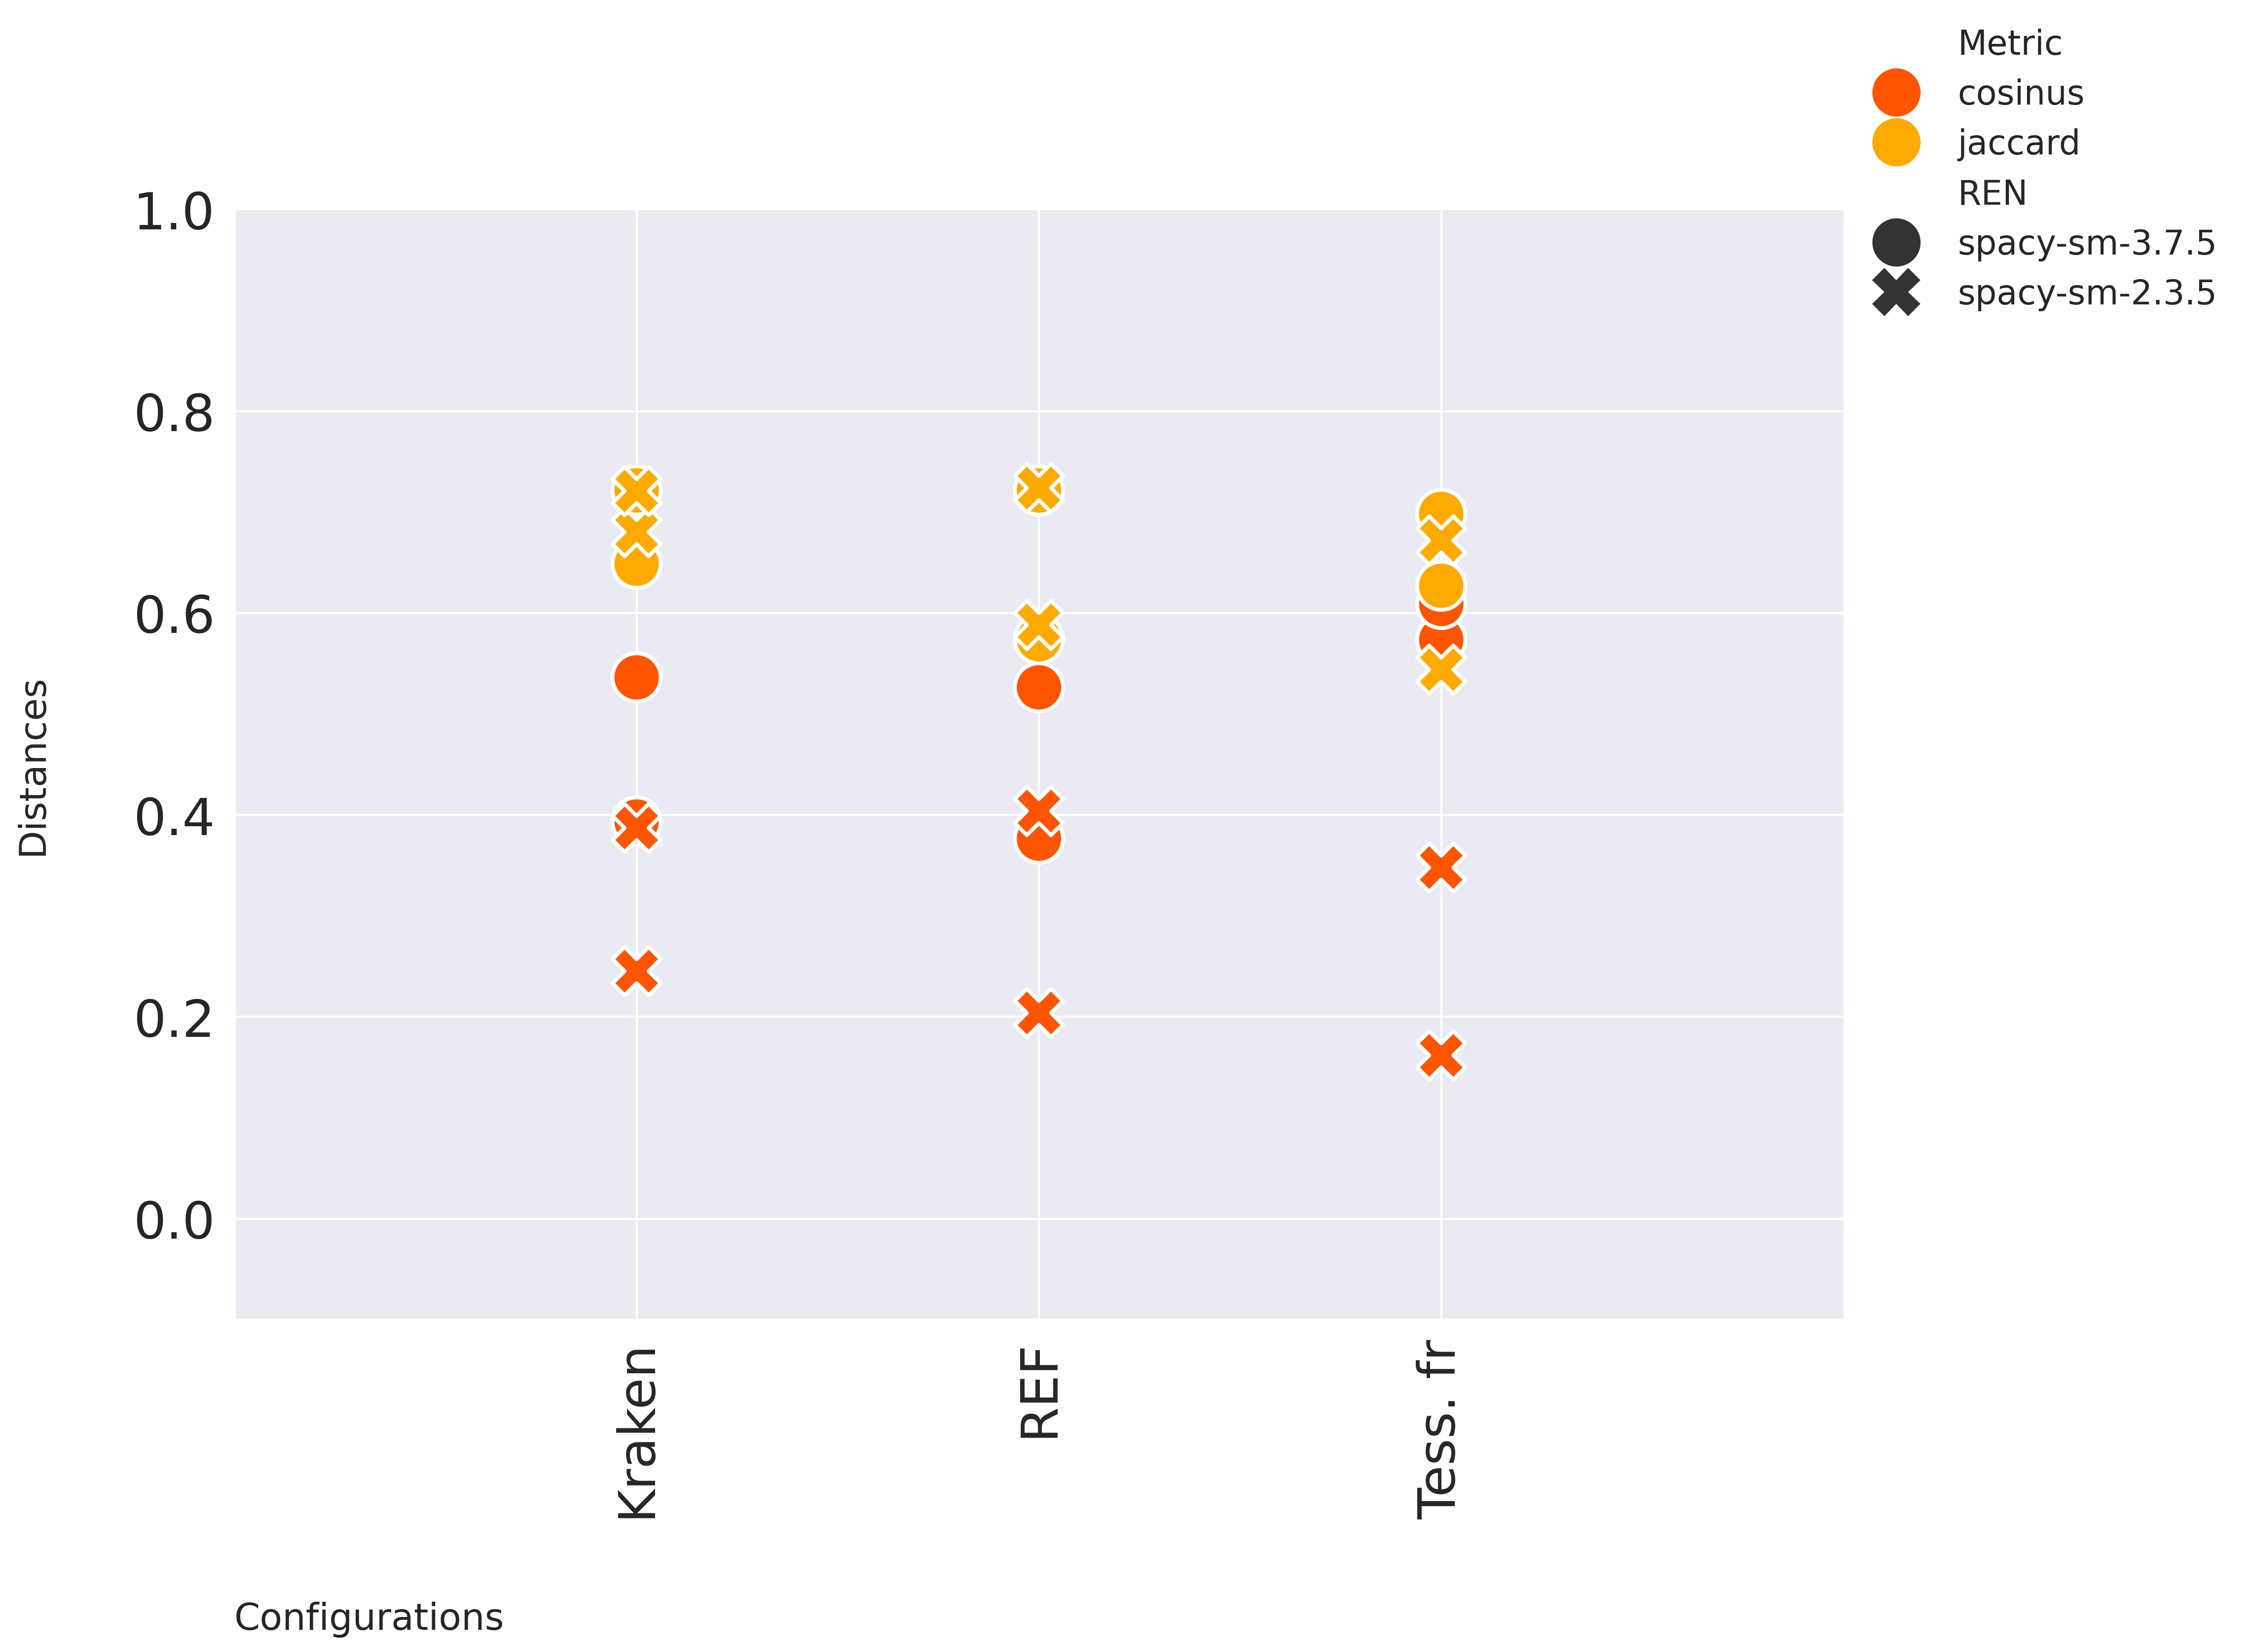 Metric
cosinus
jaccard
REN
spacy-sm-3.7.5
spacy-sm-2.3.5
1.0
0.8
0.6
0.4
0.2
0.0
Distances
Kraken
REF
Tess. fr
Configurations